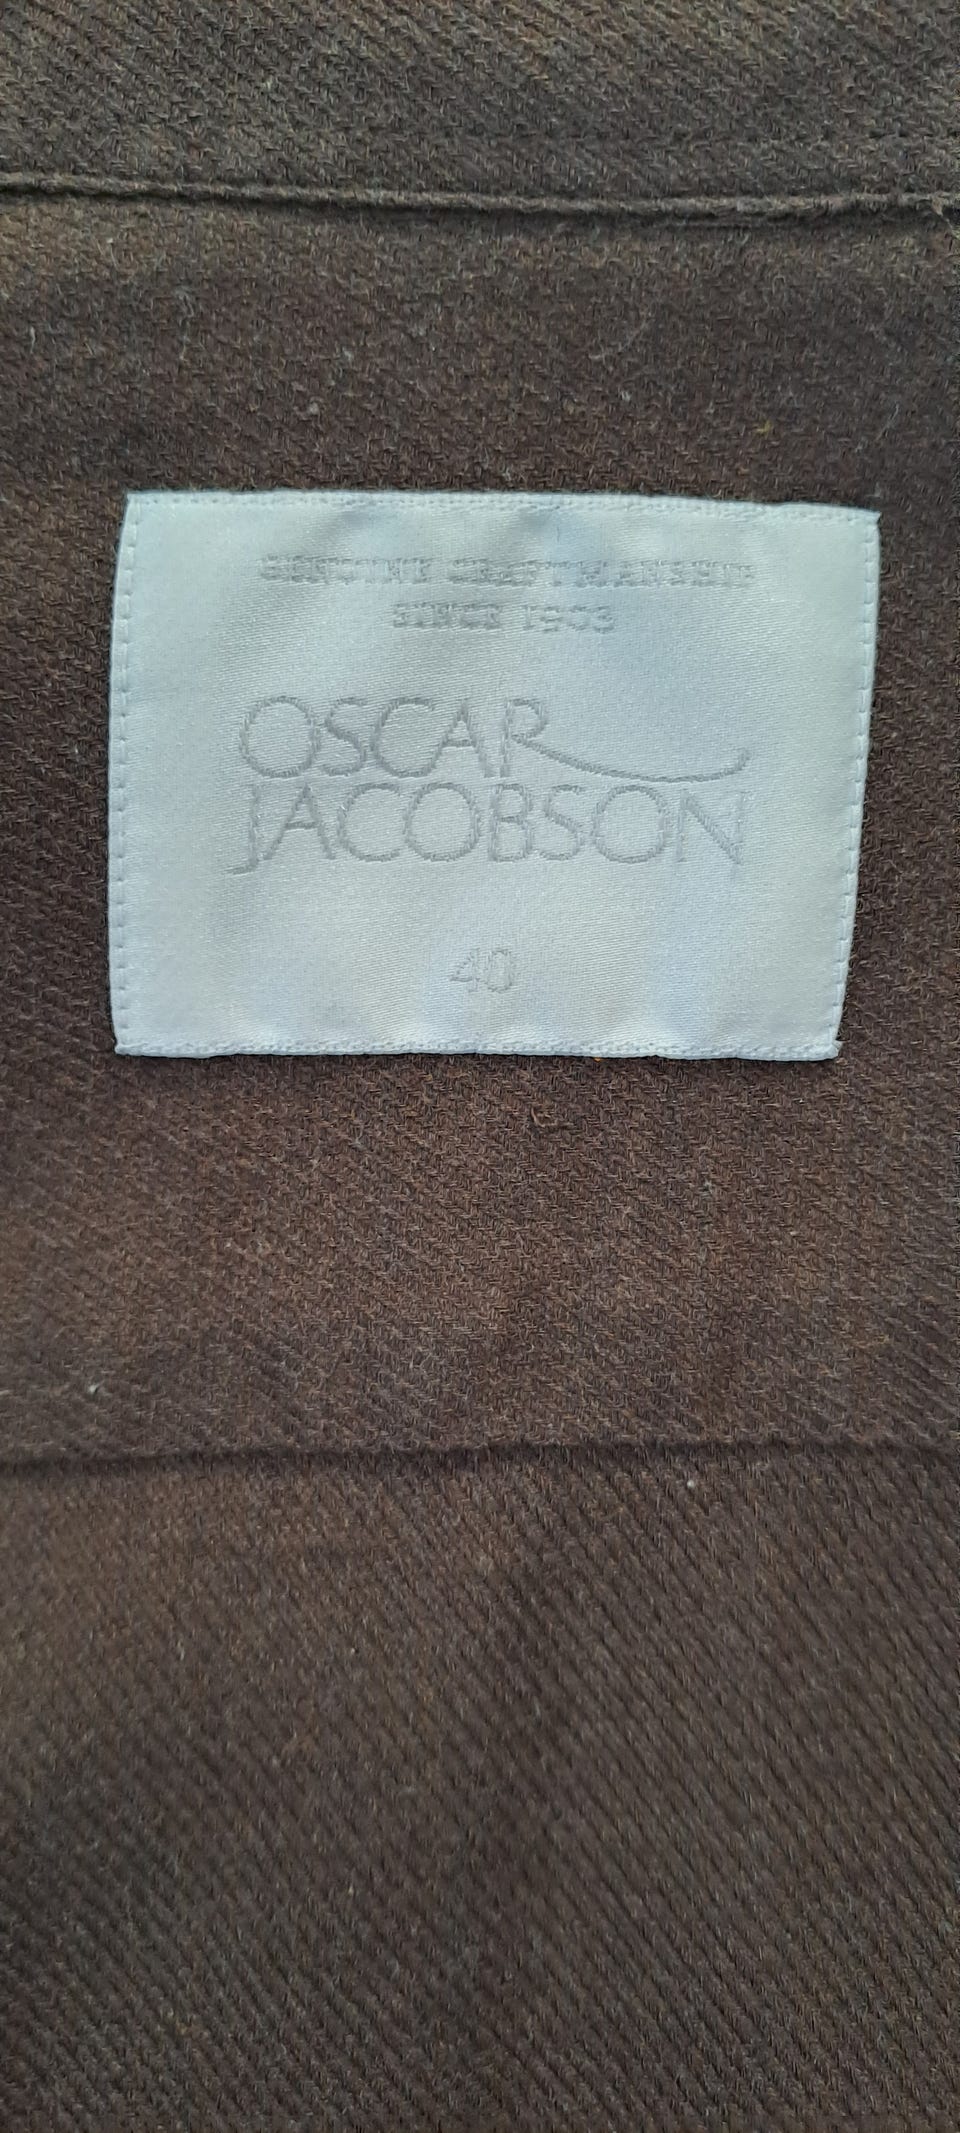 GENUINE CRAFTMANSHIP
SINCE 1903
OSCAR
JACOBSON
40